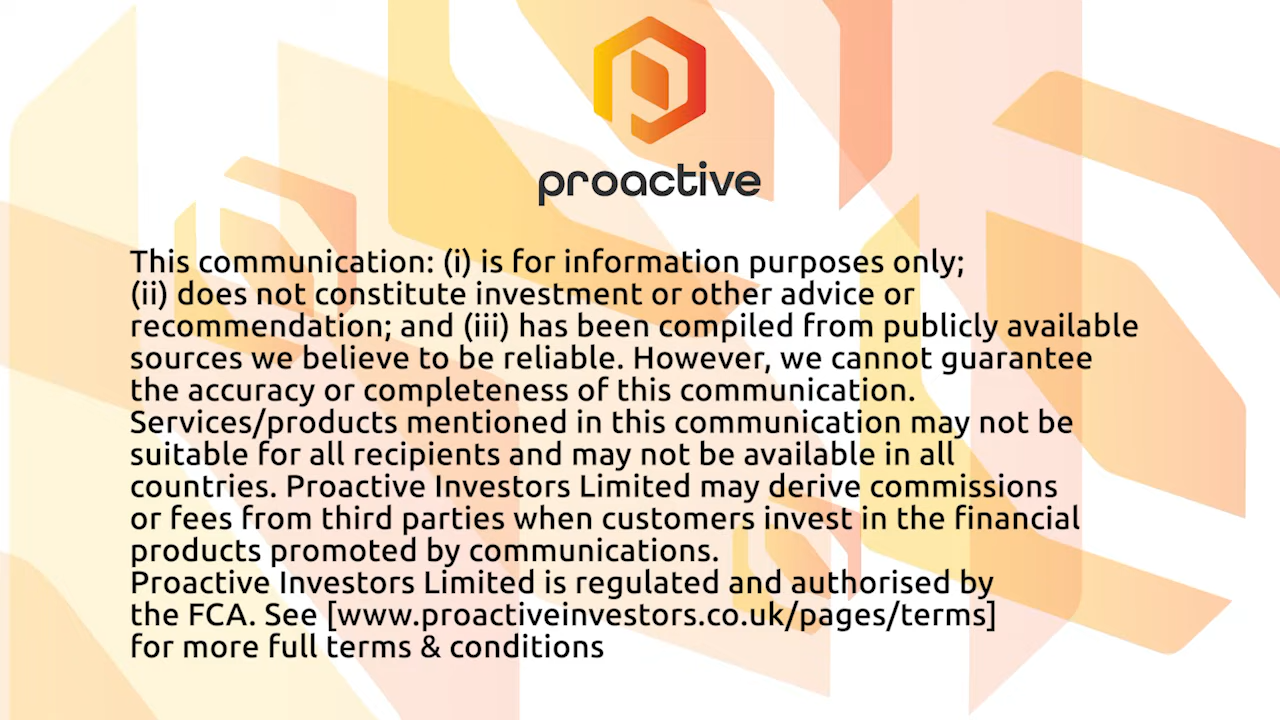 proactive
This communication: (i) is for information purposes only;
(ii) does not constitute investment or other advice or
recommendation; and (iii) has been compiled from publicly available
sources we believe to be reliable. However, we cannot guarantee
the accuracy or completeness of this communication.
Services/products mentioned in this communication may not be
suitable for all recipients and may not be available in all
countries. Proactive Investors Limited may derive commissions
or fees from third parties when customers invest in the financial
products promoted by communications.
Proactive Investors Limited is regulated and authorised by
the FCA. See [www.proactiveinvestors.co.uk/pages/terms]
for more full terms & conditions